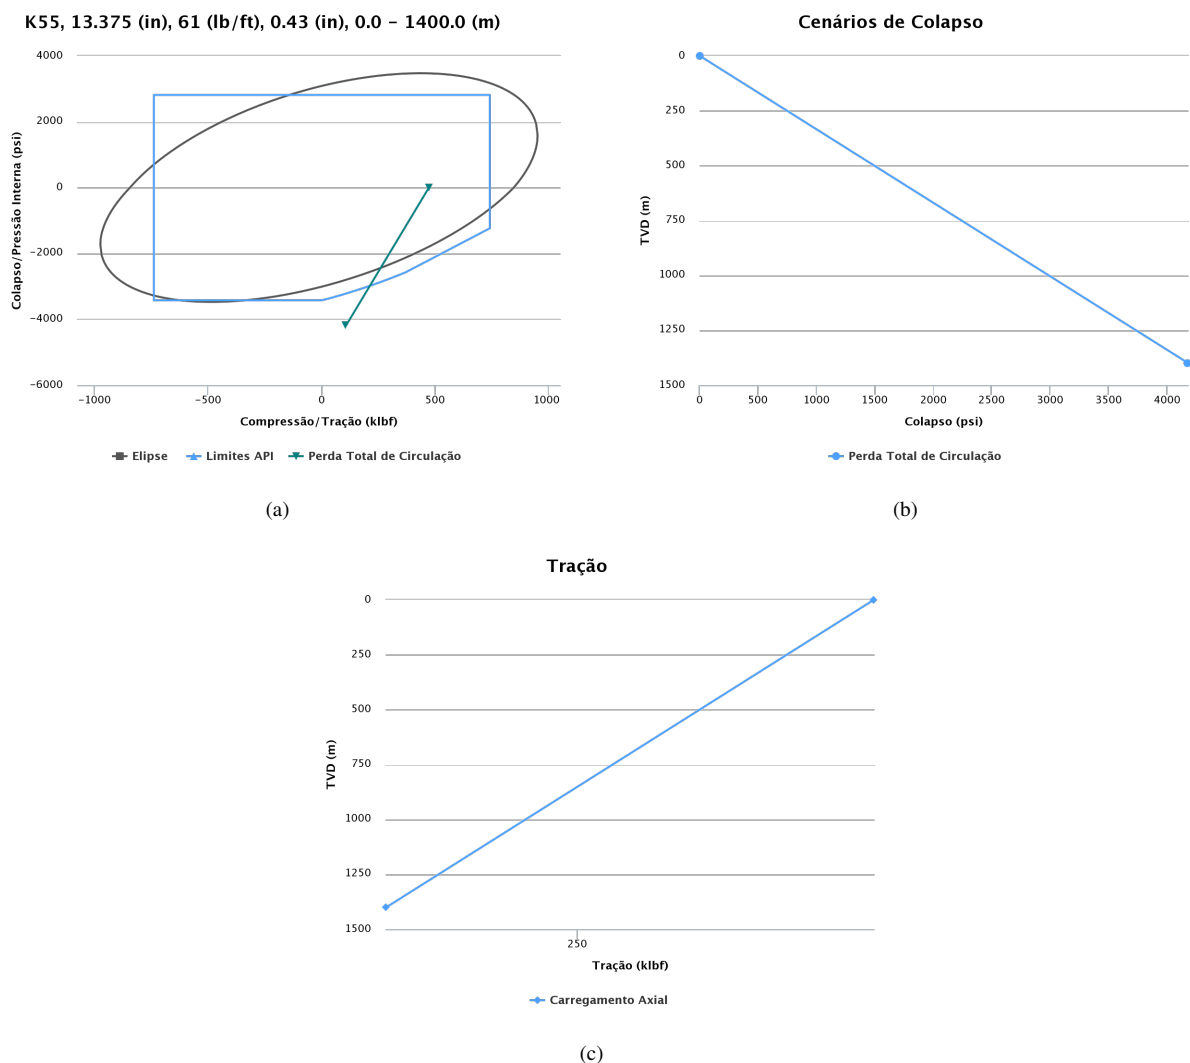 K55, 13.375 (in), 61 (lb/ft), 0.43 (in), 0.0 – 1400.0 (m)
4000
2000
0
−2000
−4000
−6000
Colapso/Pressão Interna (psi)
−1000
−500
0
500
1000
Compressão/Tração (klbf)
Elipse
Limites API
Perda Total de Circulação
(a)
Cenários de Colapso
0
250
500
750
1000
1250
1500
TVD (m)
0
500
1000
1500
2000
2500
3000
3500
4000
Colapso (psi)
Perda Total de Circulação
(b)
Tração
0
250
500
750
1000
1250
1500
TVD (m)
250
Tração (klbf)
Carregamento Axial
(c)